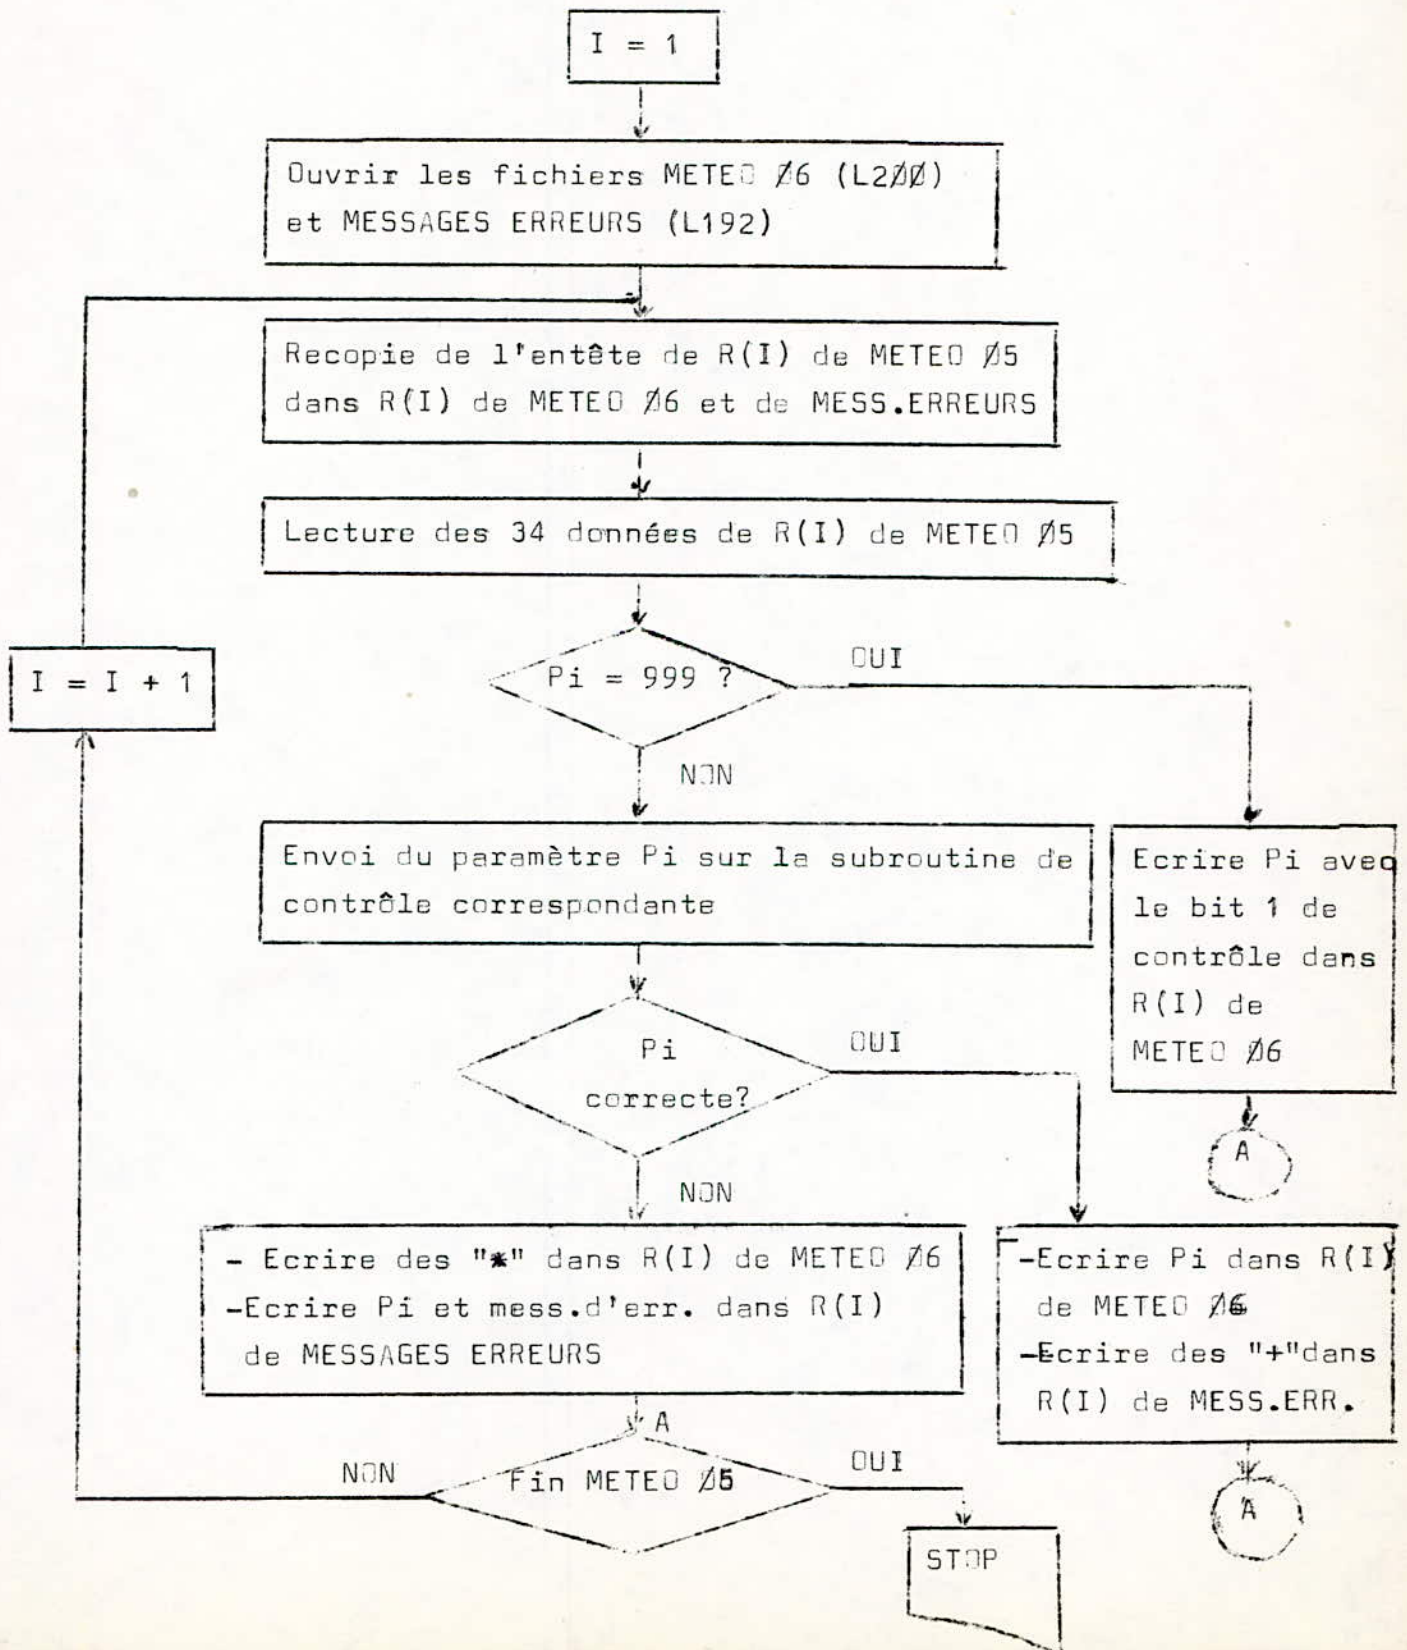 I = 1
Ouvrir les fichiers METEO Ø6 (L2ØØ)
et MESSAGES ERREURS (L192)
Recopie de l'entête de R(I) de METEO Ø5
dans R(I) de METEO Ø6 et de MESS.ERREURS
Lecture des 34 données de R(I) de METEO Ø5
I = I + 1
Pi = 999 ?
OUI
NON
Envoi du paramètre Pi sur la subroutine de
contrôle correspondante
Ecrire Pi avec
le bit 1 de
contrôle dans
R(I) de
METEO Ø6
A
Pi
correcte?
OUI
NON
- Ecrire des "*" dans R(I) de METEO Ø6
-Ecrire Pi et mess.d'err. dans R(I)
de MESSAGES ERREURS
-Ecrire Pi dans R(I)
de METEO Ø6
-Ecrire des "+"dans
R(I) de MESS.ERR.
A
A
Fin METEO Ø5
NON
OUI
STOP